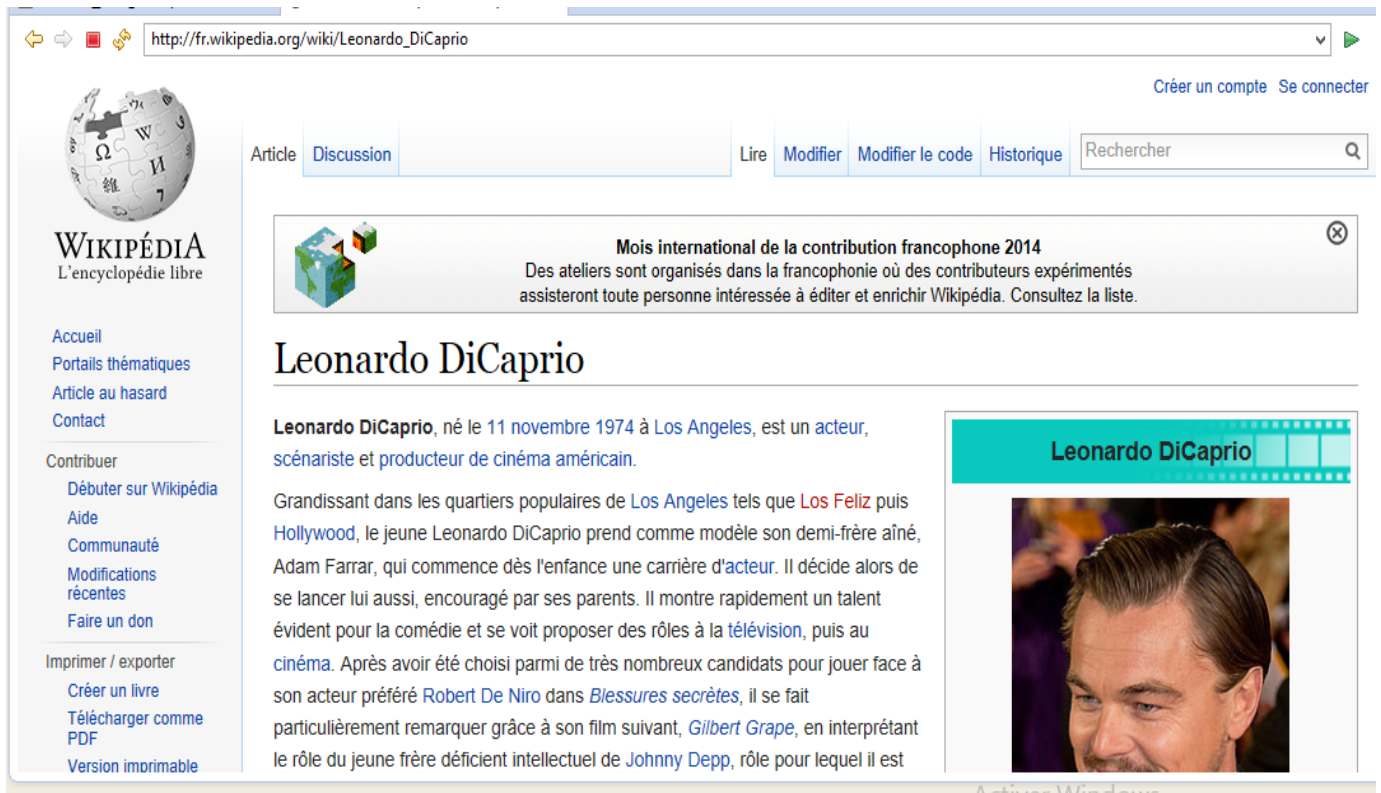 http://fr.wikipedia.org/wiki/Leonardo_DiCaprio
Créer un compte Se connecter
Article Discussion Lire Modifier Modifier le code Historique Rechercher
WIKIPÉDIA
L'encyclopédie libre
Mois international de la contribution francophone 2014
Des ateliers sont organisés dans la francophonie où des contributeurs expérimentés
assisteront toute personne intéressée à éditer et enrichir Wikipédia. Consultez la liste.
Accueil
Portails thématiques
Article au hasard
Contact
Contribuer
Débuter sur Wikipédia
Aide
Communauté
Modifications
récentes
Faire un don
Imprimer / exporter
Créer un livre
Télécharger comme
PDF
Version imprimable
Leonardo DiCaprio
Leonardo DiCaprio, né le 11 novembre 1974 à Los Angeles, est un acteur,
scénariste et producteur de cinéma américain.
Grandissant dans les quartiers populaires de Los Angeles tels que Los Feliz puis
Hollywood, le jeune Leonardo DiCaprio prend comme modèle son demi-frère aîné,
Adam Farrar, qui commence dès l'enfance une carrière d'acteur. Il décide alors de
se lancer lui aussi, encouragé par ses parents. Il montre rapidement un talent
évident pour la comédie et se voit proposer des rôles à la télévision, puis au
cinéma. Après avoir été choisi parmi de très nombreux candidats pour jouer face à
son acteur préféré Robert De Niro dans Blessures secrètes, il se fait
particulièrement remarquer grâce à son film suivant, Gilbert Grape, en interprétant
le rôle du jeune frère déficient intellectuel de Johnny Depp, rôle pour lequel il est
Leonardo DiCaprio